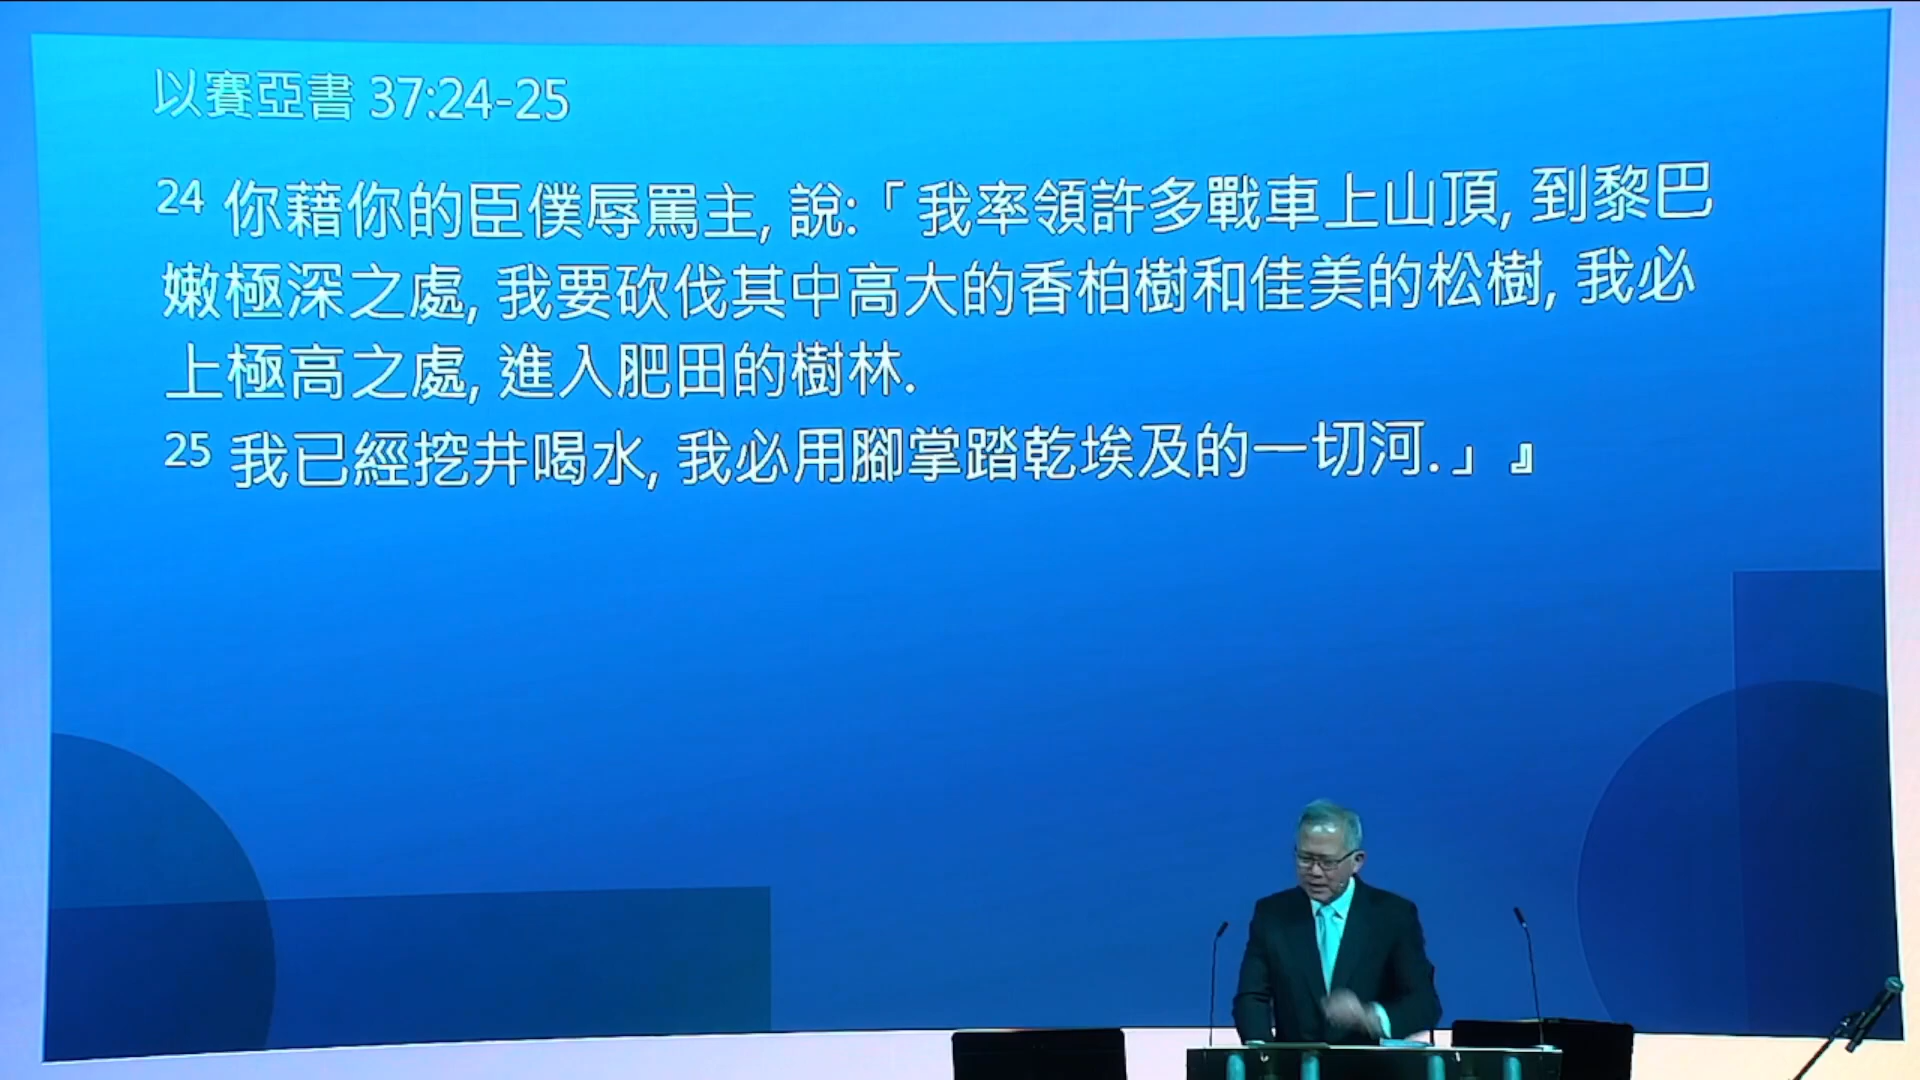 以賽亞書 37:24-25
24 你藉你的臣僕辱罵主, 說:「我率領許多戰車上山頂, 到黎巴
嫩極深之處, 我要砍伐其中高大的香柏樹和佳美的松樹, 我必
上極高之處, 進入肥田的樹林.
25 我已經挖井喝水, 我必用腳掌踏乾埃及的一切河.」』